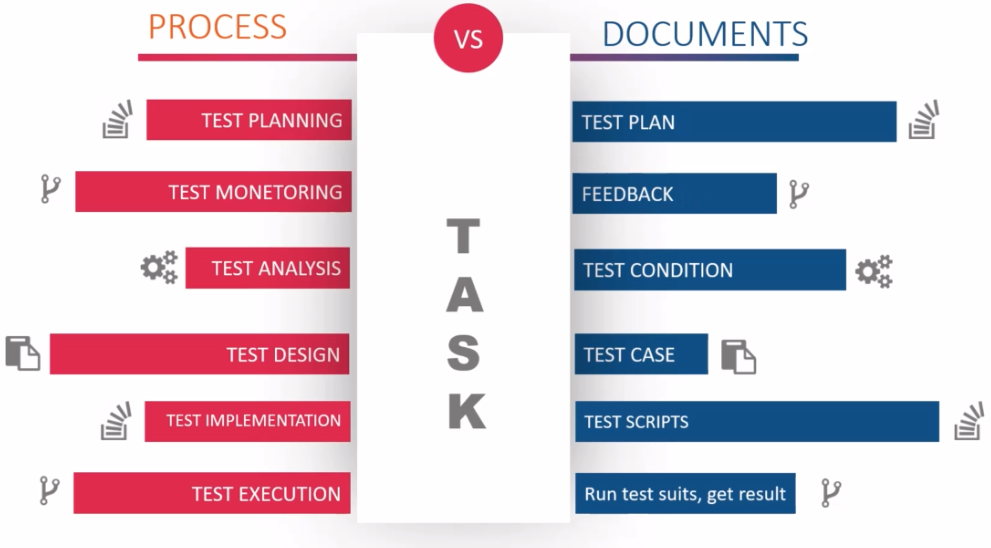 PROCESS
VS
DOCUMENTS
TEST PLANNING
TEST PLAN
TEST MONETORING
FEEDBACK
TEST ANALYSIS
TEST CONDITION
TEST DESIGN
TEST CASE
TEST IMPLEMENTATION
TEST SCRIPTS
TEST EXECUTION
Run test suits, get result
T
A
S
K